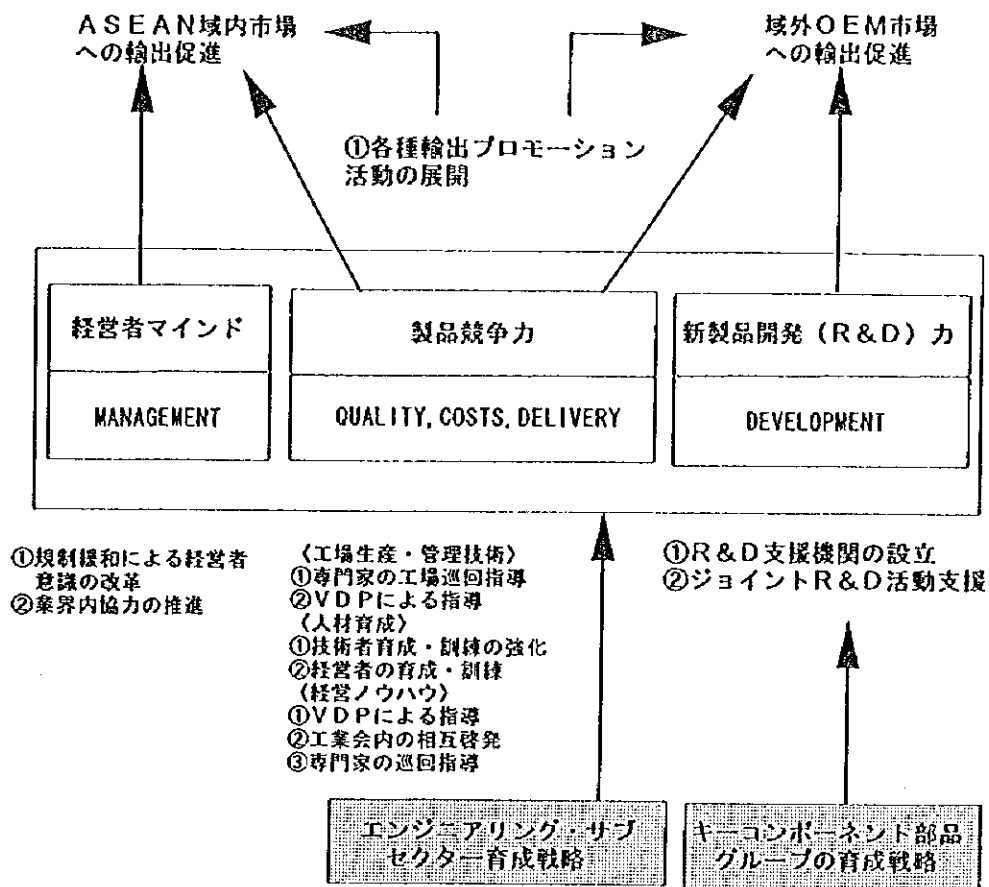 ASEAN域内市場
への輸出促進
域外OEM市場
への輸出促進
①各種輸出プロモーション
活動の展開
経営者マインド
MANAGEMENT
製品競争力
QUALITY, COSTS, DELIVERY
新製品開発(R&D)力
DEVELOPMENT
①規制緩和による経営者
意識の改革
②業界内協力の推進
〈工場生産・管理技術〉
①専門家の工場巡回指導
②VDPによる指導
〈人材育成〉
①技術者育成・訓練の強化
②経営者の育成・訓練
〈経営ノウハウ〉
①VDPによる指導
②工業会内の相互啓発
③専門家の巡回指導
①R&D支援機関の設立
②ジョイントR&D活動支援
エンジニアリング・サブ
セクター育成戦略
キーコンポーネント部品
グループの育成戦略